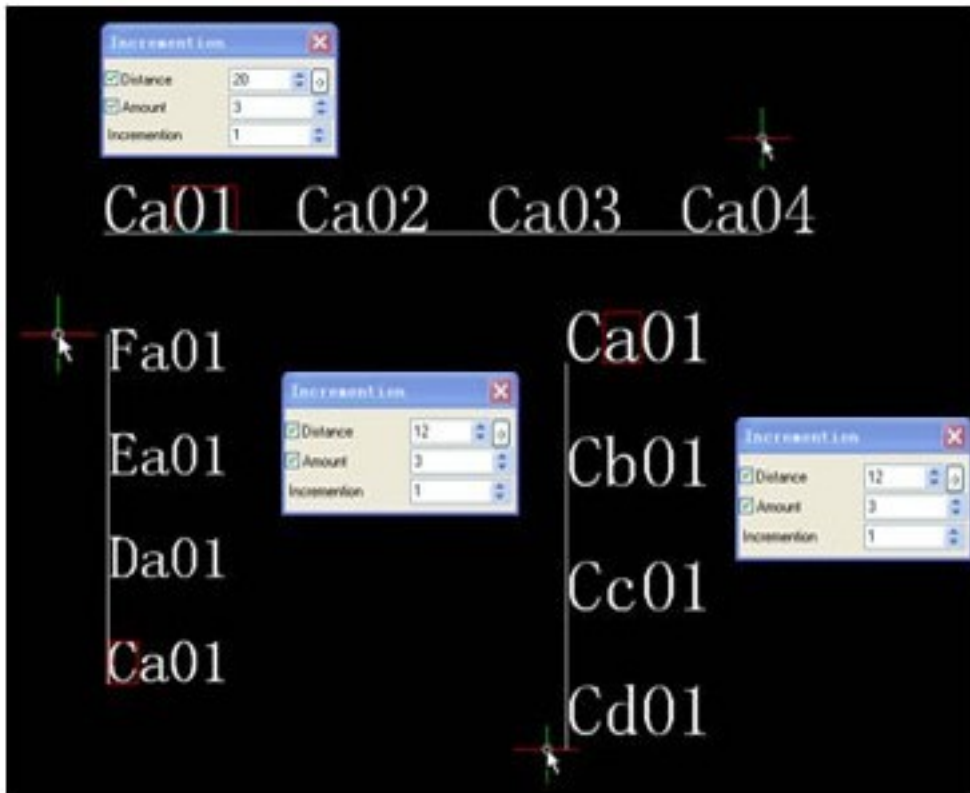 Incremention
Distance 20
Amount 3
Incremention 1
Ca01 Ca02 Ca03 Ca04
Fa01
Ea01
Da01
Ca01
Incremention
Distance 12
Amount 3
Incremention 1
Ca01
Cb01
Cc01
Cd01
Incremention
Distance 12
Amount 3
Incremention 1